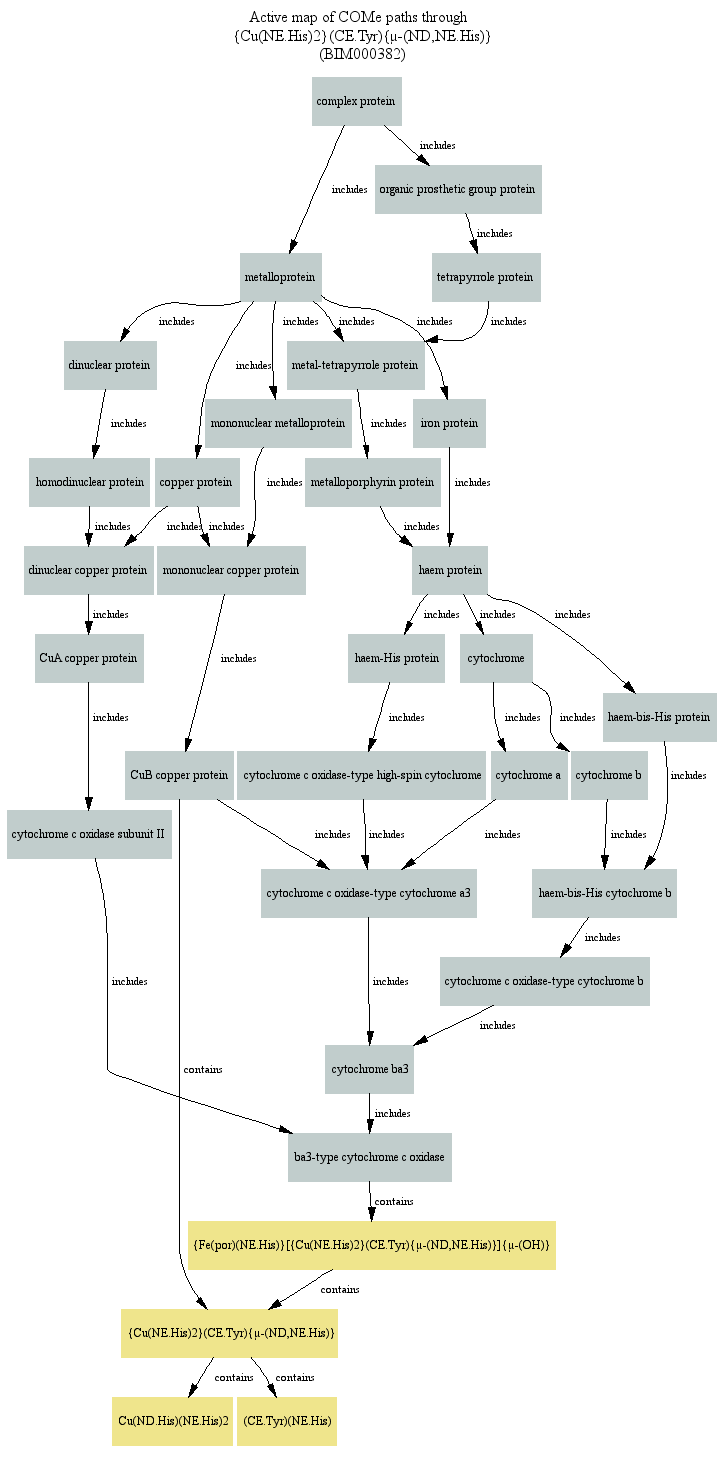 Active map of COMe paths through
{Cu(NE.His)2}(CE.Tyr){μ-(ND,NE.His)}
(BIM000382)
complex protein
includes
includes
organic prosthetic group protein
includes
metalloprotein
tetrapyrrole protein
includes
includes
includes
includes
includes
includes
dinuclear protein
metal-tetrapyrrole protein
mononuclear metalloprotein
iron protein
includes
includes
homodinuclear protein
copper protein
includes
metalloporphyrin protein
includes
includes
includes
includes
includes
dinuclear copper protein
mononuclear copper protein
haem protein
includes
includes
includes
includes
CuA copper protein
includes
haem-His protein
cytochrome
includes
includes
includes
includes
haem-bis-His protein
CuB copper protein
cytochrome c oxidase-type high-spin cytochrome
cytochrome a
cytochrome b
includes
cytochrome c oxidase subunit II
includes
includes
includes
includes
cytochrome c oxidase-type cytochrome a3
haem-bis-His cytochrome b
includes
includes
includes
cytochrome c oxidase-type cytochrome b
includes
contains
cytochrome ba3
includes
ba3-type cytochrome c oxidase
contains
{Fe(por)(NE.His)}[{Cu(NE.His)2}(CE.Tyr){μ-(ND,NE.His)}]{μ-(OH)}
contains
{Cu(NE.His)2}(CE.Tyr){μ-(ND,NE.His)}
contains
contains
Cu(ND.His)(NE.His)2
(CE.Tyr)(NE.His)